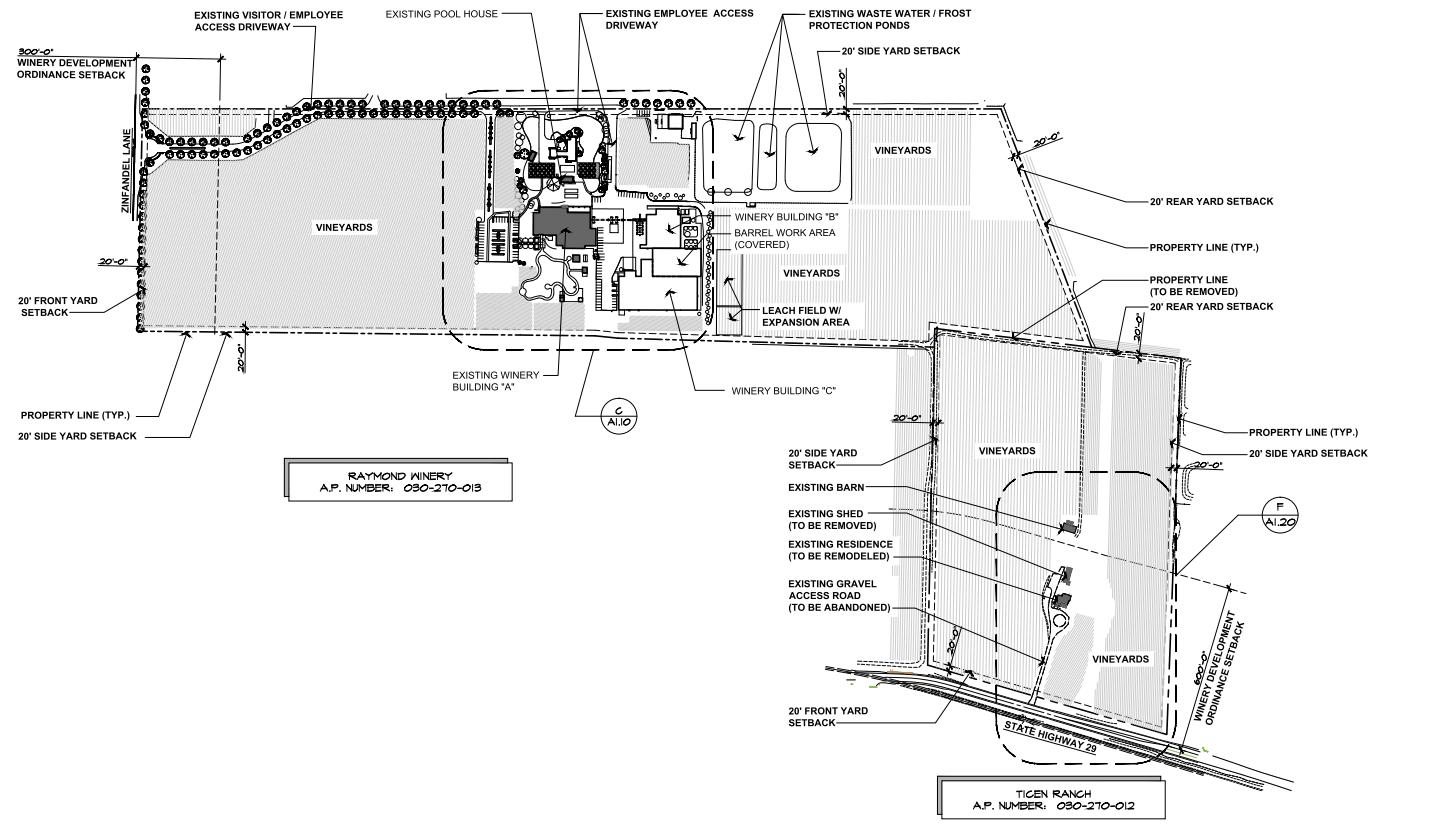 EXISTING VISITOR / EMPLOYEE
ACCESS DRIVEWAY
EXISTING POOL HOUSE
EXISTING EMPLOYEE ACCESS
DRIVEWAY
EXISTING WASTE WATER / FROST
PROTECTION PONDS
20' SIDE YARD SETBACK
300'-0"
WINERY DEVELOPMENT
ORDINANCE SETBACK
20'-0"
20'-0"
ZINFANDEL LANE
VINEYARDS
VINEYARDS
20' REAR YARD SETBACK
PROPERTY LINE (TYP.)
WINERY BUILDING "B"
BARREL WORK AREA
(COVERED)
VINEYARDS
20'-0"
20' FRONT YARD
SETBACK
PROPERTY LINE
(TO BE REMOVED)
20' REAR YARD SETBACK
LEACH FIELD W/
EXPANSION AREA
20'-0"
20'-0"
EXISTING WINERY
BUILDING "A"
WINERY BUILDING "C"
PROPERTY LINE (TYP.)
20' SIDE YARD SETBACK
C
A1.10
20'-0"
PROPERTY LINE (TYP.)
20' SIDE YARD SETBACK
20'-0"
VINEYARDS
20' SIDE YARD
SETBACK
RAYMOND WINERY
A.P. NUMBER: 030-270-013
EXISTING BARN
EXISTING SHED
(TO BE REMOVED)
F
A1.20
EXISTING RESIDENCE
(TO BE REMODELED)
EXISTING GRAVEL
ACCESS ROAD
(TO BE ABANDONED)
20'-0"
VINEYARDS
600'-0"
WINERY DEVELOPMENT
ORDINANCE SETBACK
20' FRONT YARD
SETBACK
STATE HIGHWAY 29
TICEN RANCH
A.P. NUMBER: 030-270-012